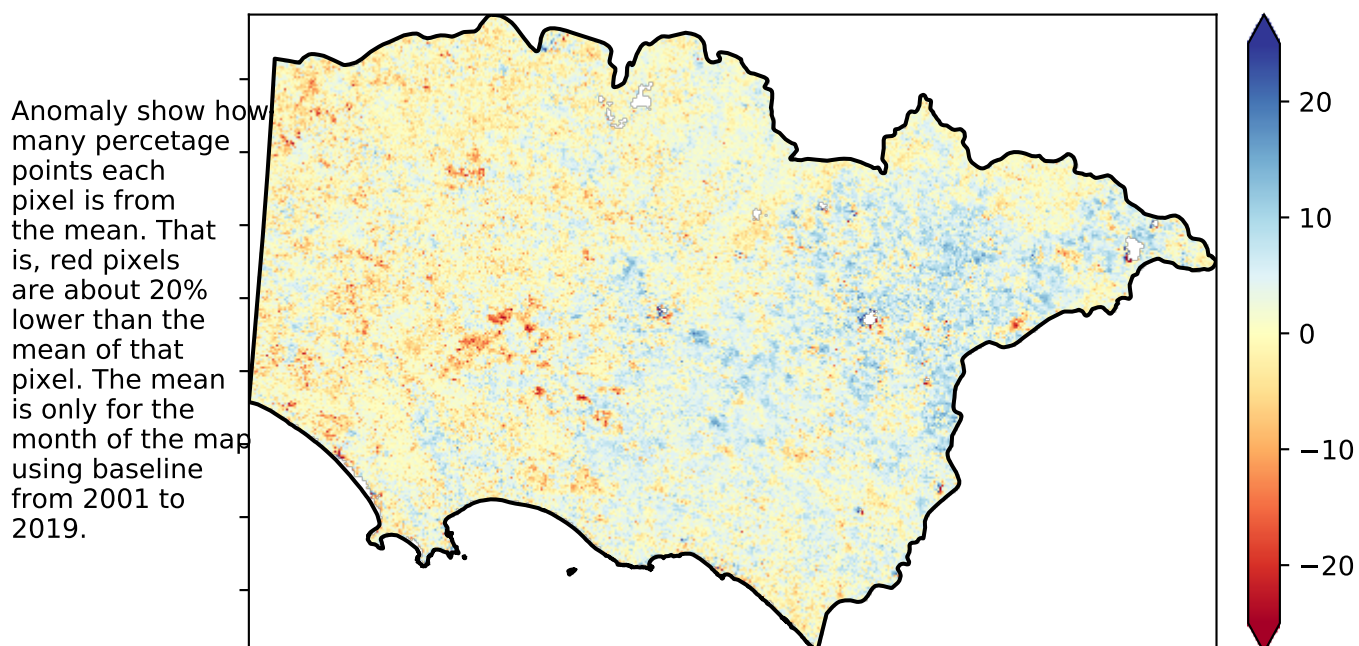 Anomaly show how
many percetage
points each
pixel is from
the mean. That
is, red pixels
are about 20%
lower than the
mean of that
pixel. The mean
is only for the
month of the map
using baseline
from 2001 to
2019.
20
10
0
−10
−20